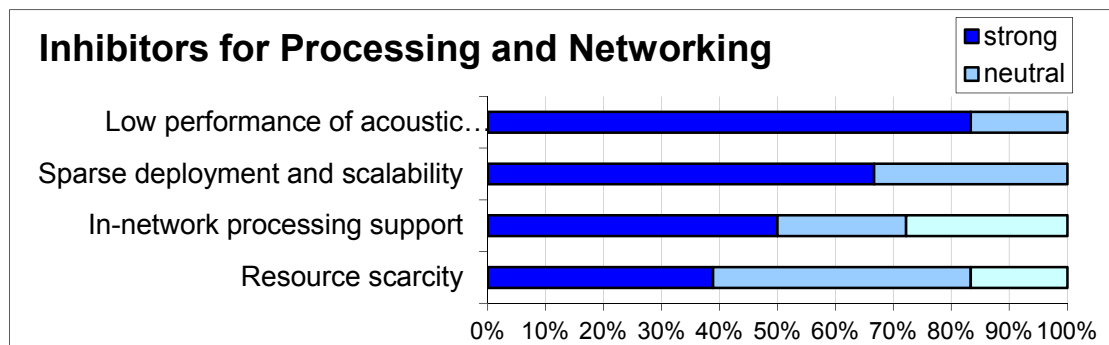 Inhibitors for Processing and Networking
strong
neutral
Low performance of acoustic…
Sparse deployment and scalability
In-network processing support
Resource scarcity
0% 10% 20% 30% 40% 50% 60% 70% 80% 90% 100%